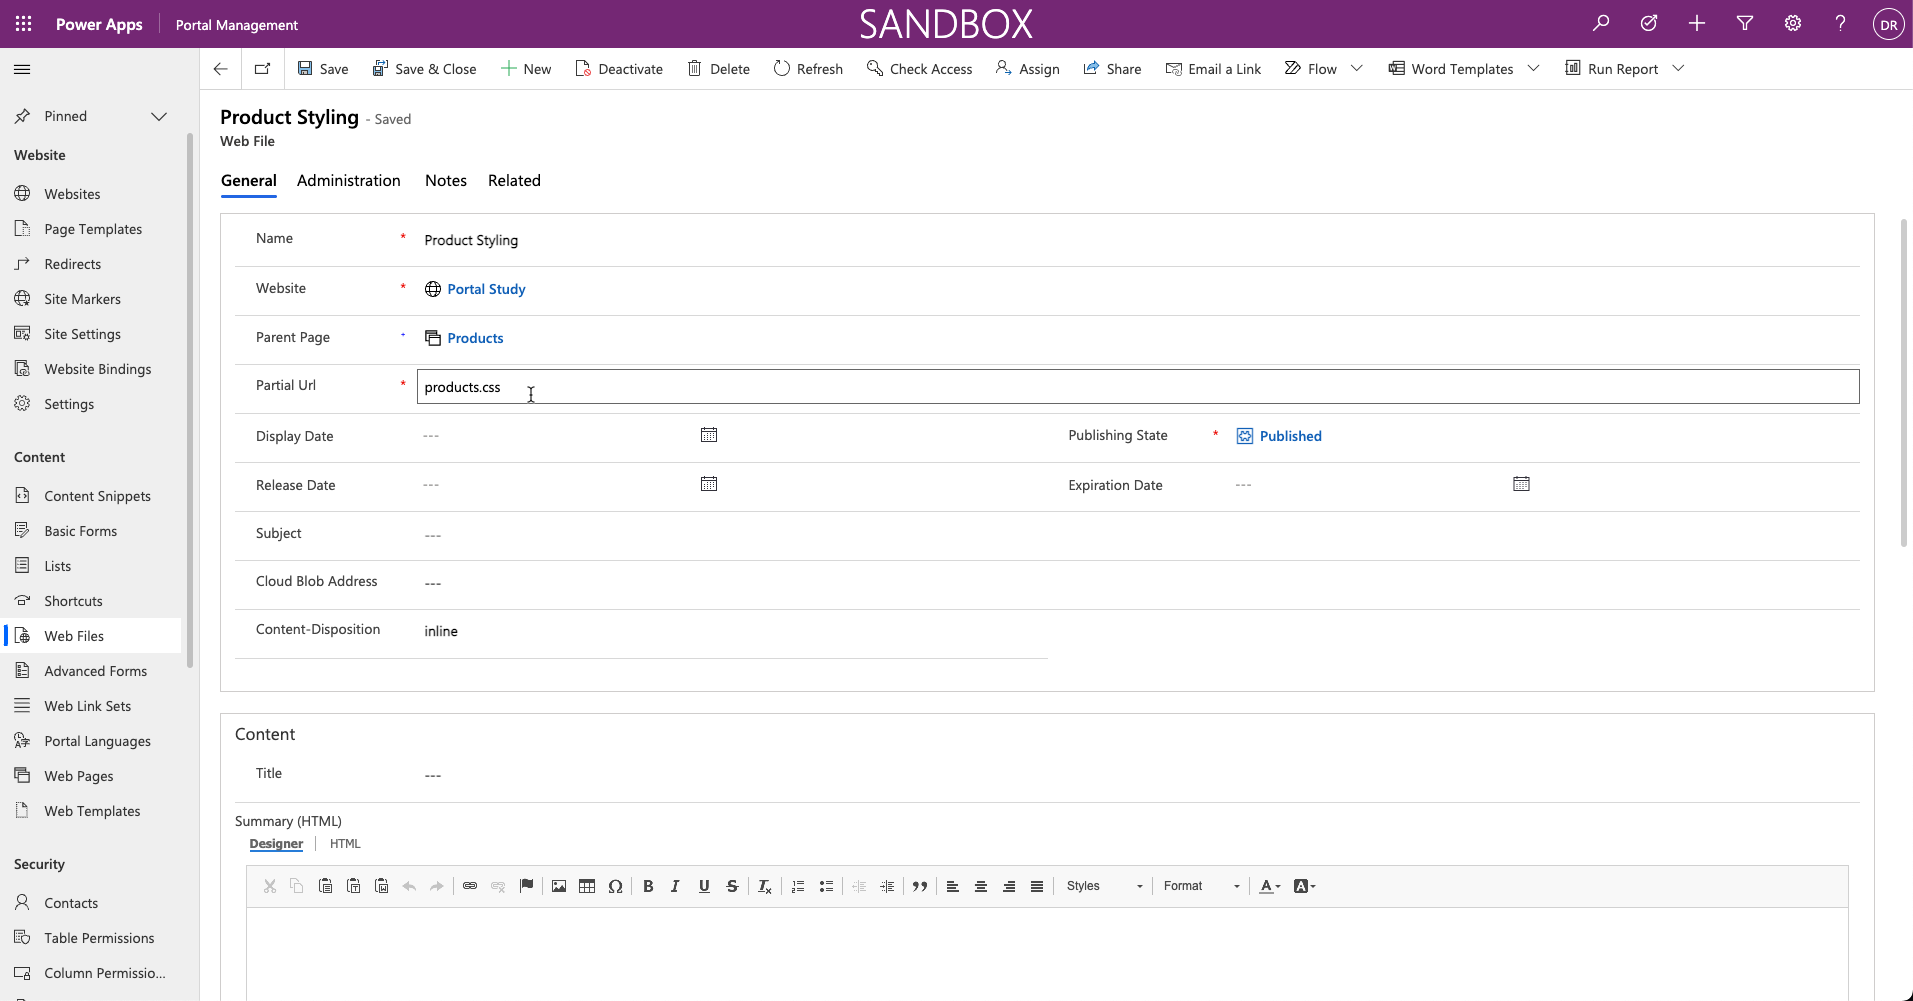 Power Apps
Portal Management
SANDBOX
DR
Save
Save & Close
New
Deactivate
Delete
Refresh
Check Access
Assign
Share
Email a Link
Flow
Word Templates
Run Report
Pinned
Website
Websites
Page Templates
Redirects
Site Markers
Site Settings
Website Bindings
Settings
Content
Content Snippets
Basic Forms
Lists
Shortcuts
Web Files
Advanced Forms
Web Link Sets
Portal Languages
Web Pages
Web Templates
Security
Contacts
Table Permissions
Column Permissio...
Product Styling - Saved
Web File
General Administration Notes Related
Name * Product Styling
Website * Portal Study
Parent Page + Products
Partial Url * products.css
Display Date ---
Publishing State * Published
Release Date ---
Expiration Date ---
Subject ---
Cloud Blob Address ---
Content-Disposition inline
Content
Title ---
Summary (HTML)
Designer HTML
B I U S Tx
Styles
Format
A A